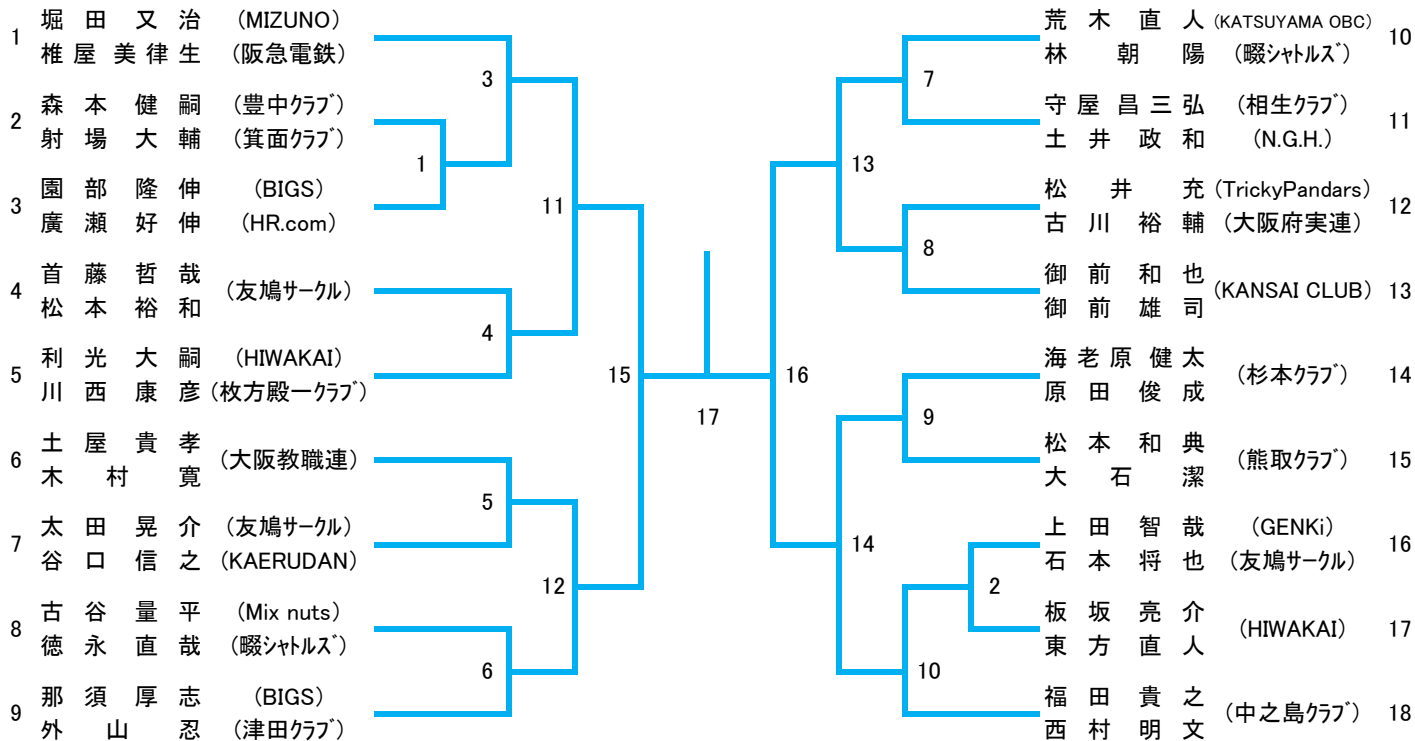 1 堀田又治 (MIZUNO)
椎屋美律生 (阪急電鉄)
2 森本健嗣 (豊中クラブ)
射場大輔 (箕面クラブ)
3 園部隆伸 (BIGS)
廣瀬好伸 (HR.com)
4 首藤哲哉 (友鳩サークル)
松本裕和
5 利光大嗣 (HIWAKAI)
川西康彦 (枚方殿一クラブ)
6 土屋貴孝 (大阪教職連)
木村寛
7 太田晃介 (友鳩サークル)
谷口信之 (KAERUDAN)
8 古谷量平 (Mix nuts)
徳永直哉 (畷シャトルズ)
9 那須厚志 (BIGS)
外山忍 (津田クラブ)
3
1
11
4
15
5
12
6
17
7
13
8
16
9
14
2
10
荒木直人 (KATSUYAMA OBC) 10
林朝陽 (畷シャトルズ)
守屋昌三弘 (相生クラブ) 11
土井政和 (N.G.H.)
松井充 (TrickyPandars) 12
古川裕輔 (大阪府実連)
御前和也 (KANSAI CLUB) 13
御前雄司
海老原健太 (杉本クラブ) 14
原田俊成
松本和典 (熊取クラブ) 15
大石潔
上田智哉 (GENKi) 16
石本将也 (友鳩サークル)
板坂亮介 (HIWAKAI) 17
東方直人
福田貴之 (中之島クラブ) 18
西村明文